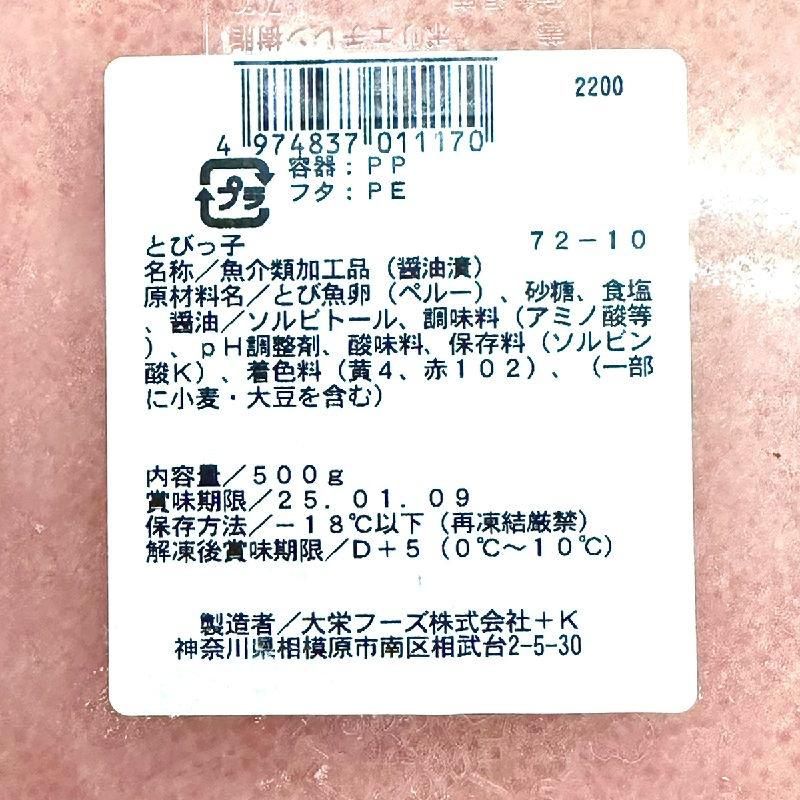 ポリエチレン樹脂
2200
4 974837 011170
プラ
容器：ＰＰ
フタ：ＰＥ
とびっ子 ７２－１０
名称／魚介類加工品（醤油漬）
原材料名／とび魚卵（ペルー）、砂糖、食塩
、醤油／ソルビトール、調味料（アミノ酸等
）、ｐＨ調整剤、酸味料、保存料（ソルビン
酸Ｋ）、着色料（黄４、赤１０２）、（一部
に小麦・大豆を含む）
内容量／５００ｇ
賞味期限／２５．０１．０９
保存方法／－１８℃以下（再凍結厳禁）
解凍後賞味期限／Ｄ＋５（０℃～１０℃）
製造者／大栄フーズ株式会社＋Ｋ
神奈川県相模原市南区相武台2-5-30